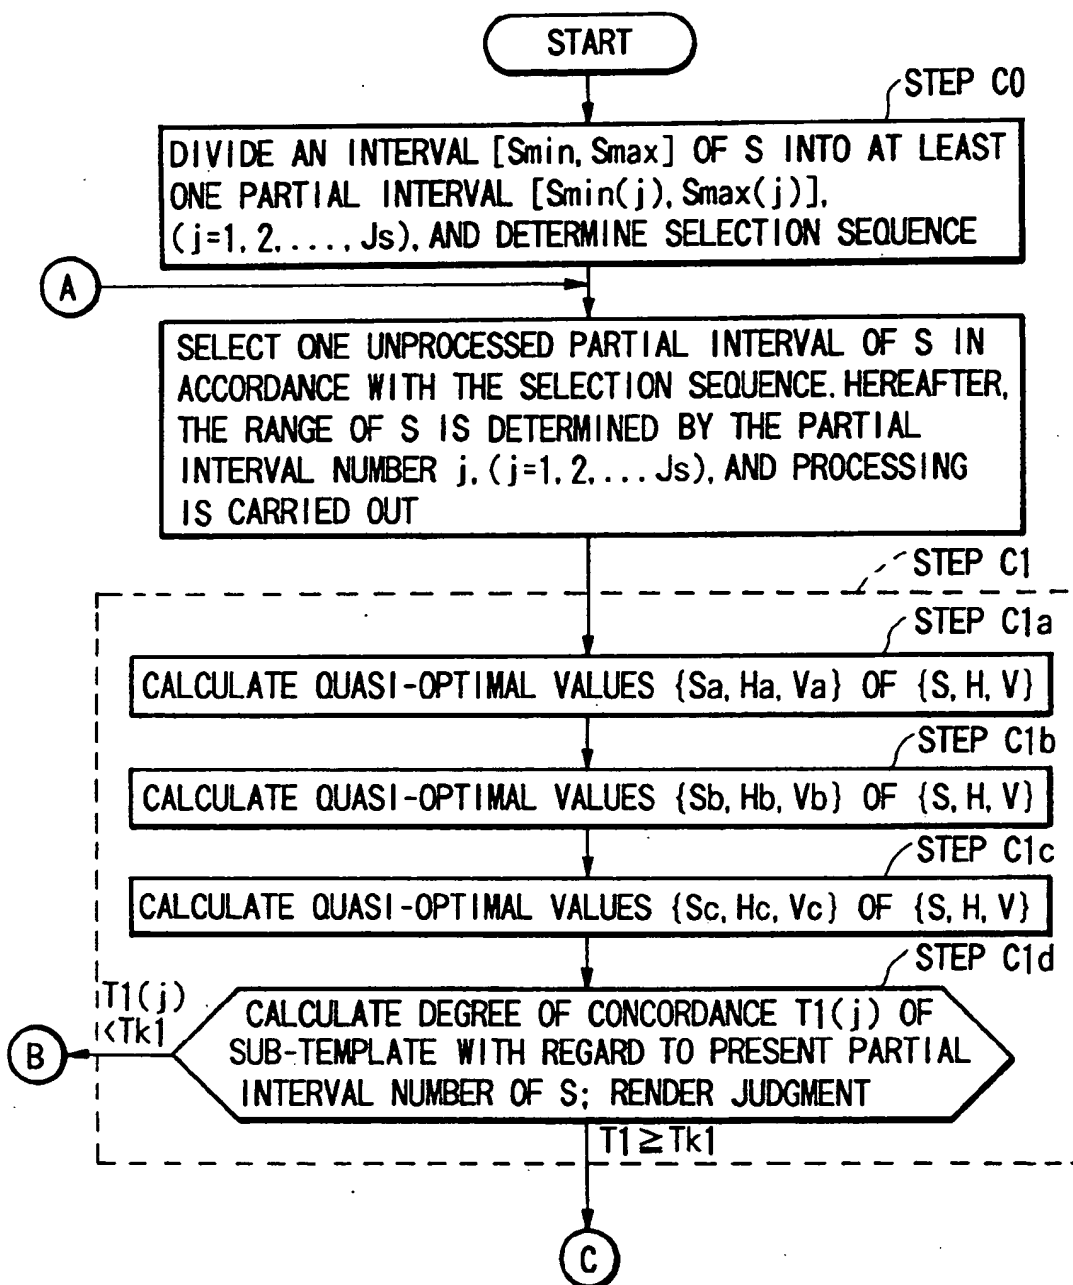 START
STEP C0
DIVIDE AN INTERVAL [Smin, Smax] OF S INTO AT LEAST
ONE PARTIAL INTERVAL [Smin(j), Smax(j)],
(j=1, 2, ..., Js), AND DETERMINE SELECTION SEQUENCE
A
SELECT ONE UNPROCESSED PARTIAL INTERVAL OF S IN
ACCORDANCE WITH THE SELECTION SEQUENCE. HEREAFTER,
THE RANGE OF S IS DETERMINED BY THE PARTIAL
INTERVAL NUMBER j, (j=1, 2, ... Js), AND PROCESSING
IS CARRIED OUT
STEP C1
STEP C1a
CALCULATE QUASI-OPTIMAL VALUES {Sa, Ha, Va} OF {S, H, V}
STEP C1b
CALCULATE QUASI-OPTIMAL VALUES {Sb, Hb, Vb} OF {S, H, V}
STEP C1c
CALCULATE QUASI-OPTIMAL VALUES {Sc, Hc, Vc} OF {S, H, V}
STEP C1d
T1(j)
<Tk1
B
CALCULATE DEGREE OF CONCORDANCE T1(j) OF
SUB-TEMPLATE WITH REGARD TO PRESENT PARTIAL
INTERVAL NUMBER OF S; RENDER JUDGMENT
T1≧Tk1
C